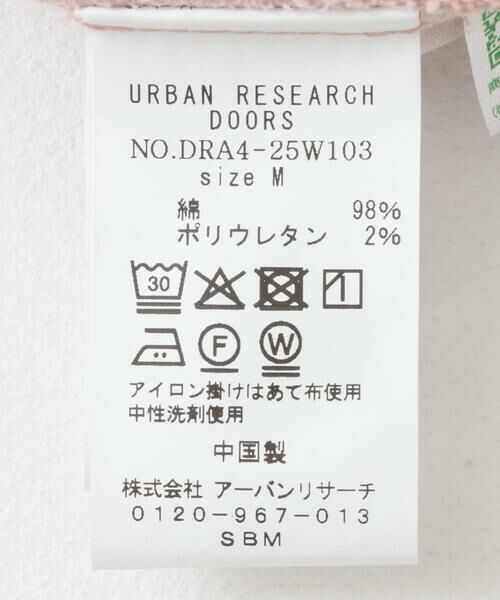 URBAN RESEARCH
DOORS
NO.DRA4-25W103
size M
綿 98%
ポリウレタン 2%
30
F W
アイロン掛けはあて布使用
中性洗剤使用
中国製
株式会社 アーバンリサーチ
0120-967-013
SBM
商